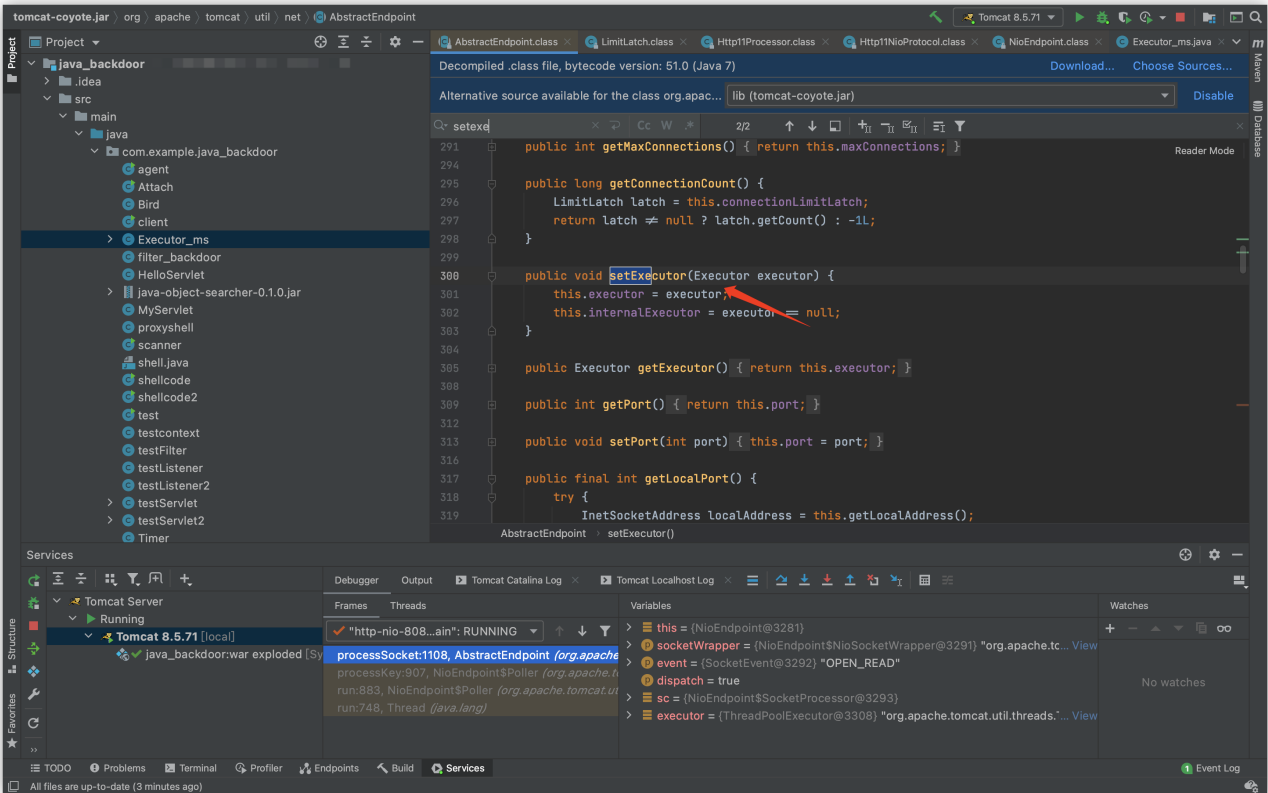 tomcat-coyote.jar › org › apache › tomcat › util › net › AbstractEndpoint
Tomcat 8.5.71
Project
AbstractEndpoint.class
LimitLatch.class
Http11Processor.class
Http11NioProtocol.class
NioEndpoint.class
Executor_ms.java
Project
java_backdoor
.idea
src
main
java
com.example.java_backdoor
agent
Attach
Bird
client
Executor_ms
filter_backdoor
HelloServlet
java-object-searcher-0.1.0.jar
MyServlet
proxyshell
scanner
shell.java
shellcode
shellcode2
test
testcontext
testFilter
testListener
testListener2
testServlet
testServlet2
Timer
Decompiled .class file, bytecode version: 51.0 (Java 7)
Download...
Choose Sources...
Alternative source available for the class org.apac...
lib (tomcat-coyote.jar)
Disable
setexe
Cc W .*
2/2
Reader Mode
291 public int getMaxConnections() { return this.maxConnections; }
294
295 public long getConnectionCount() {
296 LimitLatch latch = this.connectionLimitLatch;
297 return latch ≠ null ? latch.getCount() : -1L;
298 }
299
300 public void setExecutor(Executor executor) {
301 this.executor = executor;
302 this.internalExecutor = executor == null;
303 }
304
305 public Executor getExecutor() { return this.executor; }
308
309 public int getPort() { return this.port; }
312
313 public void setPort(int port) { this.port = port; }
316
317 public final int getLocalPort() {
318 try {
319 InetSocketAddress localAddress = this.getLocalAddress();
AbstractEndpoint › setExecutor()
Maven
Database
Structure
Favorites
Services
Tomcat Server
Running
Tomcat 8.5.71 [local]
java_backdoor:war exploded [Sy
Debugger
Output
Tomcat Catalina Log
Tomcat Localhost Log
Frames
Threads
"http-nio-808...ain": RUNNING
processSocket:1108, AbstractEndpoint (org.apache
processKey:907, NioEndpoint$Poller (org.apache.tomcat
run:883, NioEndpoint$Poller (org.apache.tomcat.ut
run:748, Thread (java.lang)
Variables
this = {NioEndpoint@3281}
socketWrapper = {NioEndpoint$NioSocketWrapper@3291} "org.apache.tc... View
event = {SocketEvent@3292} "OPEN_READ"
dispatch = true
sc = {NioEndpoint$SocketProcessor@3293}
executor = {ThreadPoolExecutor@3308} "org.apache.tomcat.util.threads.... View
Watches
No watches
TODO
Problems
Terminal
Profiler
Endpoints
Build
Services
1 Event Log
All files are up-to-date (3 minutes ago)